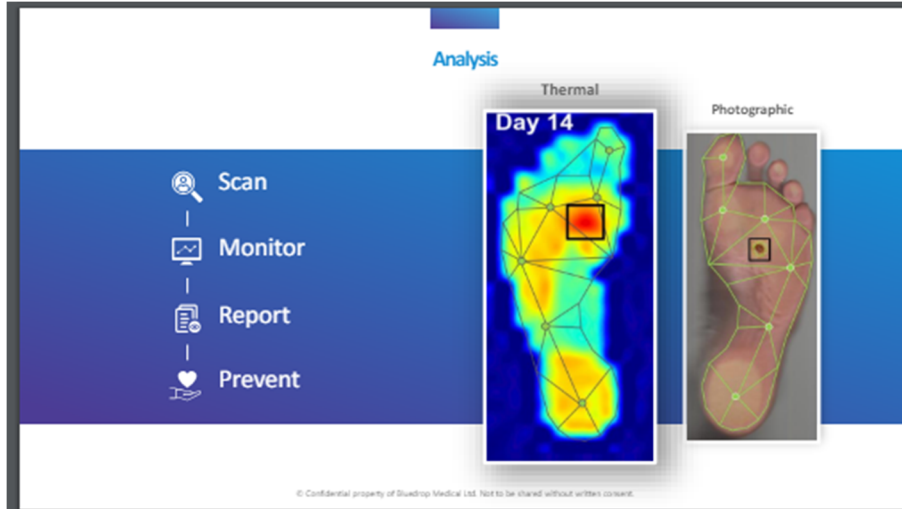 Analysis
Thermal
Photographic
Day 14
Scan
Monitor
Report
Prevent
© Confidential property of Bluedrop Medical Ltd. Not to be shared without written consent.